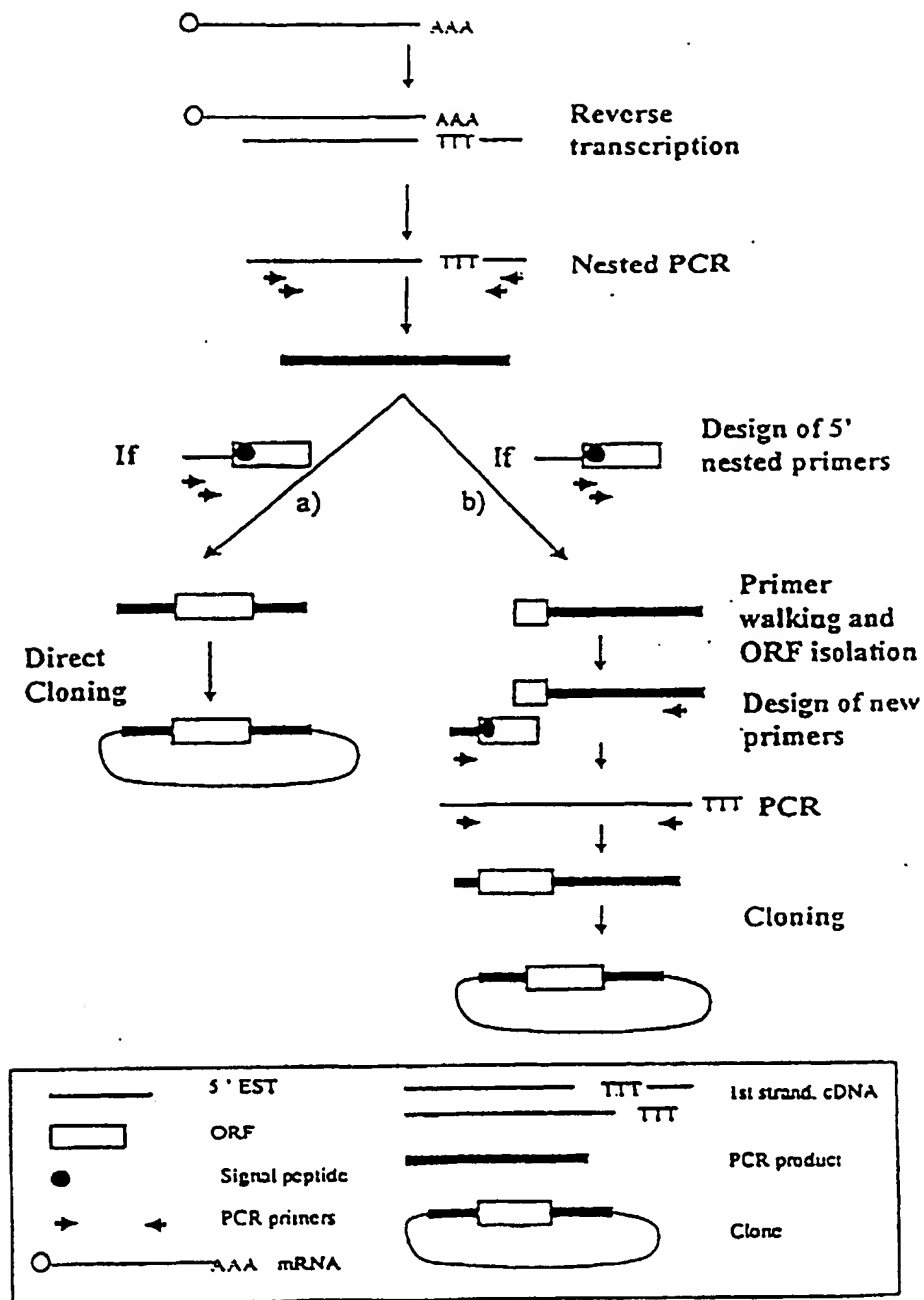 AAA
AAA
TTT
Reverse
transcription
TTT
Nested PCR
If
a)
b)
If
Design of 5'
nested primers
Primer
walking and
ORF isolation
Direct
Cloning
Design of new
primers
TTT PCR
Cloning
5' EST
ORF
Signal peptide
PCR primers
AAA mRNA
TTT
TTT
1st strand, cDNA
PCR product
Clone